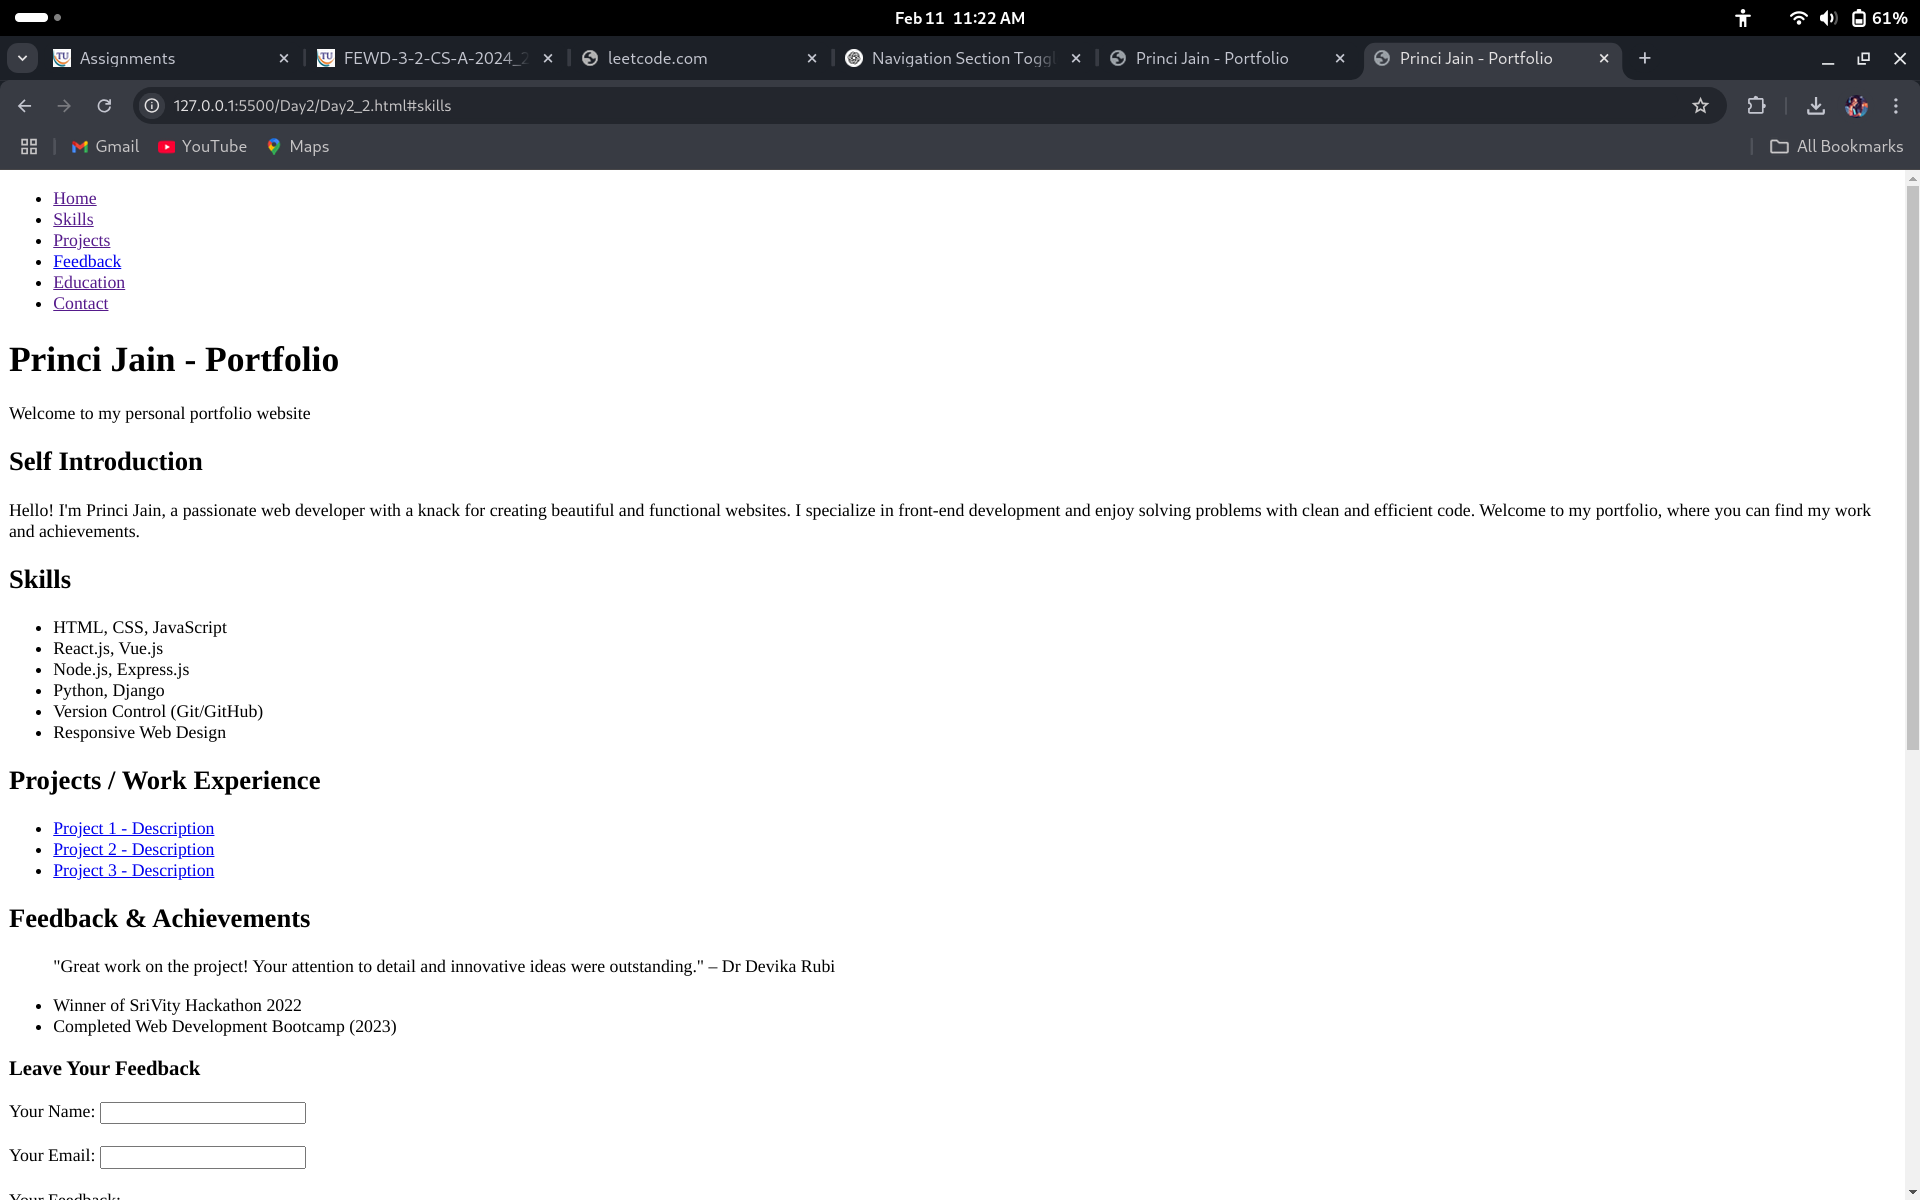 Feb 11 11:22 AM
61%
Assignments
FEWD-3-2-CS-A-2024_2
leetcode.com
Navigation Section Toggl
Princi Jain - Portfolio
Princi Jain - Portfolio
127.0.0.1:5500/Day2/Day2_2.html#skills
Gmail
YouTube
Maps
All Bookmarks
Home
Skills
Projects
Feedback
Education
Contact
Princi Jain - Portfolio
Welcome to my personal portfolio website
Self Introduction
Hello! I'm Princi Jain, a passionate web developer with a knack for creating beautiful and functional websites. I specialize in front-end development and enjoy solving problems with clean and efficient code. Welcome to my portfolio, where you can find my work
and achievements.
Skills
HTML, CSS, JavaScript
React.js, Vue.js
Node.js, Express.js
Python, Django
Version Control (Git/GitHub)
Responsive Web Design
Projects / Work Experience
Project 1 - Description
Project 2 - Description
Project 3 - Description
Feedback & Achievements
"Great work on the project! Your attention to detail and innovative ideas were outstanding." – Dr Devika Rubi
Winner of SriVity Hackathon 2022
Completed Web Development Bootcamp (2023)
Leave Your Feedback
Your Name:
Your Email:
Your Feedback: